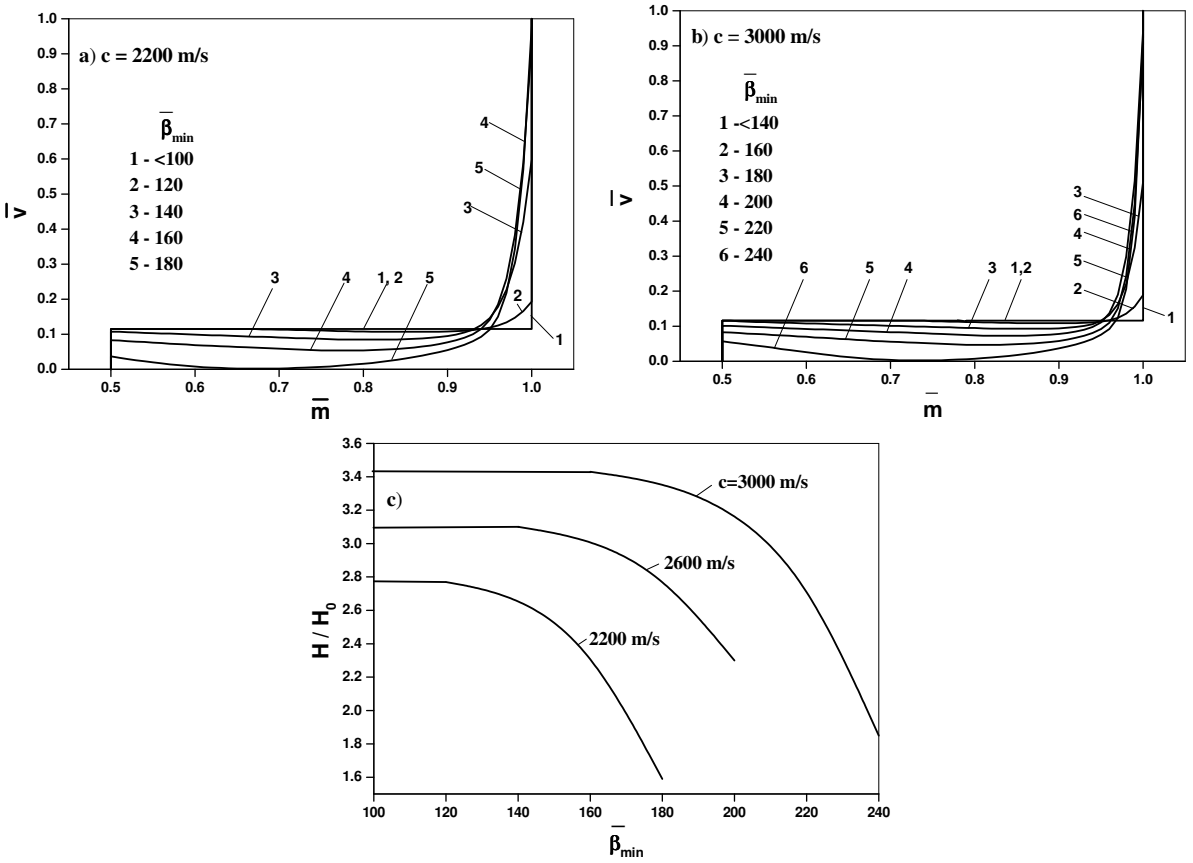 a) c = 2200 m/s
β̄min
1 - <100
2 - 120
3 - 140
4 - 160
5 - 180
1.0
0.9
0.8
0.7
0.6
0.5
0.4
0.3
0.2
0.1
0.0
v̄
4
5
3
3 4 1, 2 5 2
1
0.5 0.6 0.7 0.8 0.9 1.0
m̄
b) c = 3000 m/s
β̄min
1 -<140
2 - 160
3 - 180
4 - 200
5 - 220
6 - 240
1.0
0.9
0.8
0.7
0.6
0.5
0.4
0.3
0.2
0.1
0.0
v̄
3
6
4
5
2
6 5 4 3 1,2
1
0.5 0.6 0.7 0.8 0.9 1.0
m̄
c)
3.6
3.4
3.2
3.0
2.8
2.6
2.4
2.2
2.0
1.8
1.6
H / H0
c=3000 m/s
2600 m/s
2200 m/s
100 120 140 160 180 200 220 240
β̄min